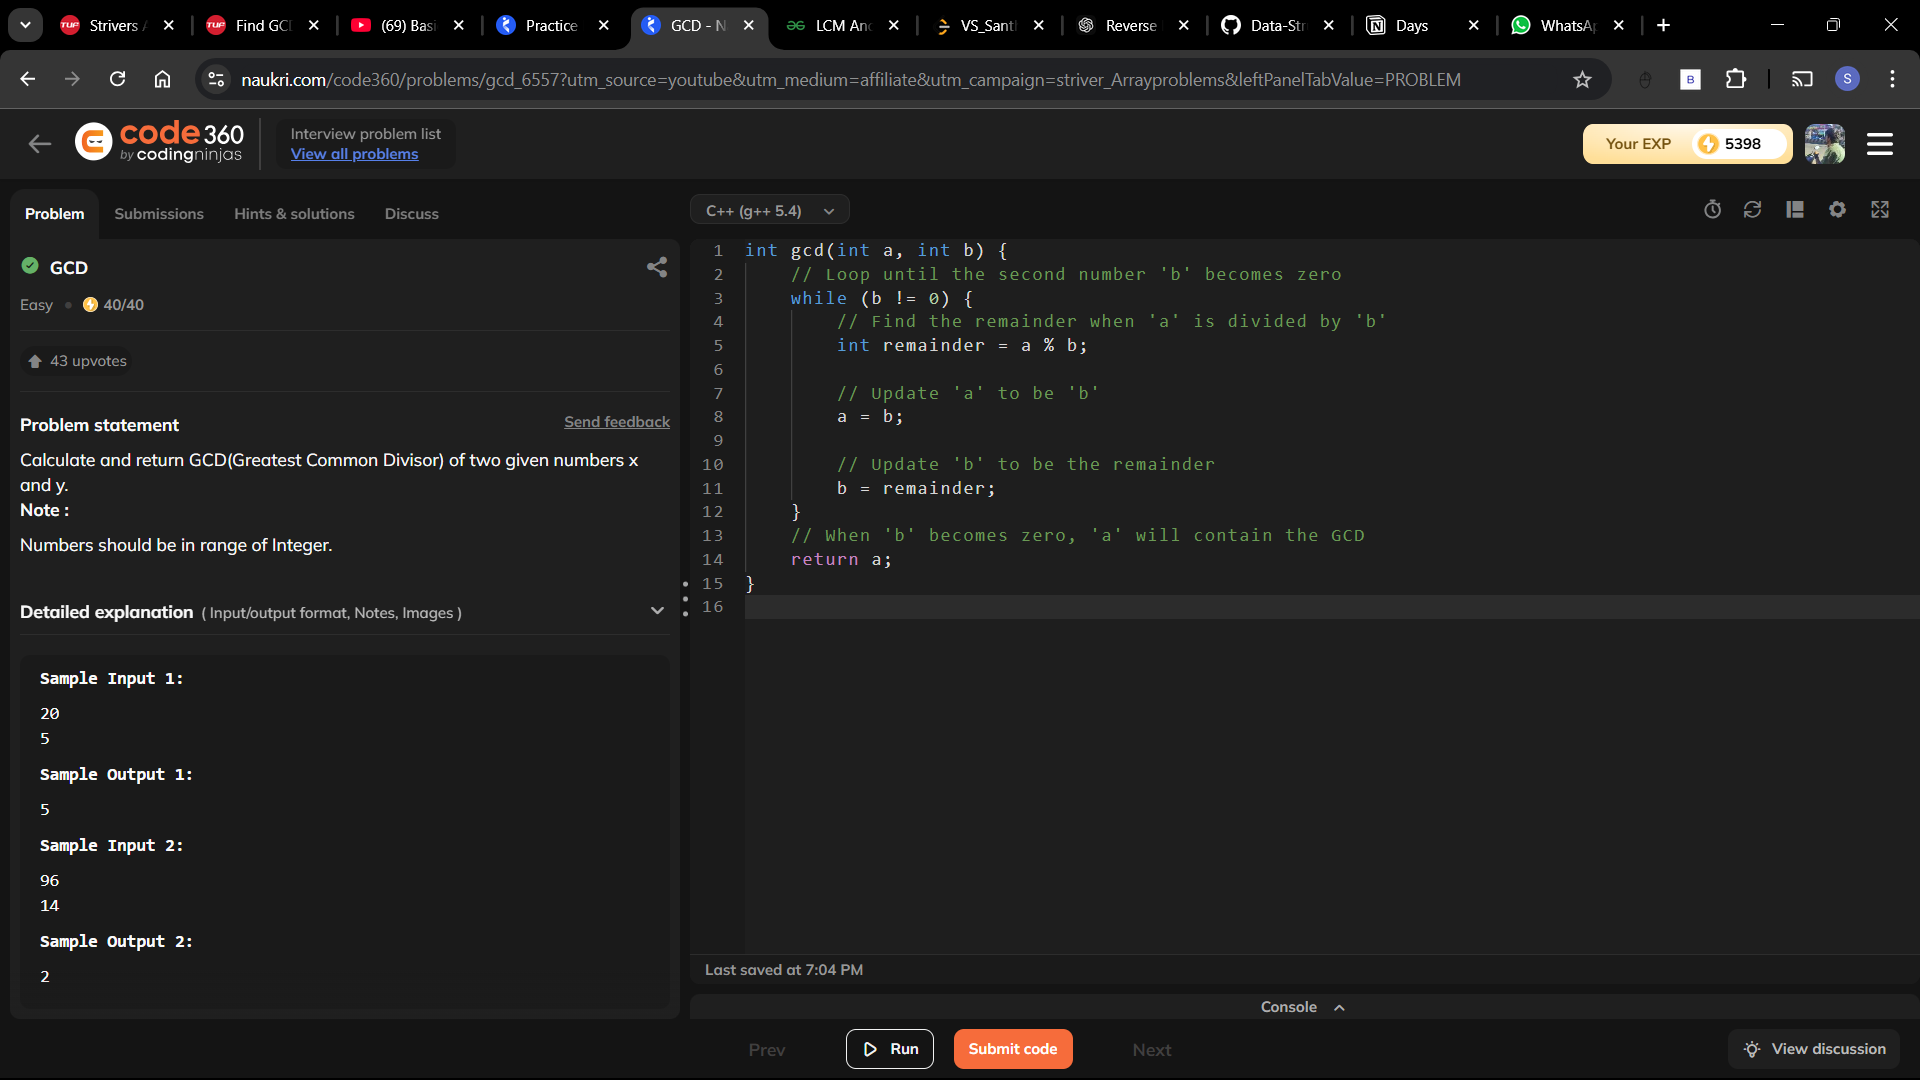 Strivers
Find GC
(69) Basi
Practice
GCD - N
LCM An
VS_Sant
Reverse
Data-Str
Days
WhatsAp
naukri.com/code360/problems/gcd_6557?utm_source=youtube&utm_medium=affiliate&utm_campaign=striver_Arrayproblems&leftPanelTabValue=PROBLEM
B
S
code 360
by codingninjas
Interview problem list
View all problems
Your EXP 5398
Problem Submissions Hints & solutions Discuss
C++ (g++ 5.4)
GCD
Easy • 40/40
43 upvotes
Problem statement
Send feedback
Calculate and return GCD(Greatest Common Divisor) of two given numbers x
and y.
Note :
Numbers should be in range of Integer.
Detailed explanation ( Input/output format, Notes, Images )
Sample Input 1:
20
5
Sample Output 1:
5
Sample Input 2:
96
14
Sample Output 2:
2
1 int gcd(int a, int b) {
2 // Loop until the second number 'b' becomes zero
3 while (b != 0) {
4 // Find the remainder when 'a' is divided by 'b'
5 int remainder = a % b;
6
7 // Update 'a' to be 'b'
8 a = b;
9
10 // Update 'b' to be the remainder
11 b = remainder;
12 }
13 // When 'b' becomes zero, 'a' will contain the GCD
14 return a;
15 }
16
Last saved at 7:04 PM
Console
Prev
Run
Submit code
Next
View discussion